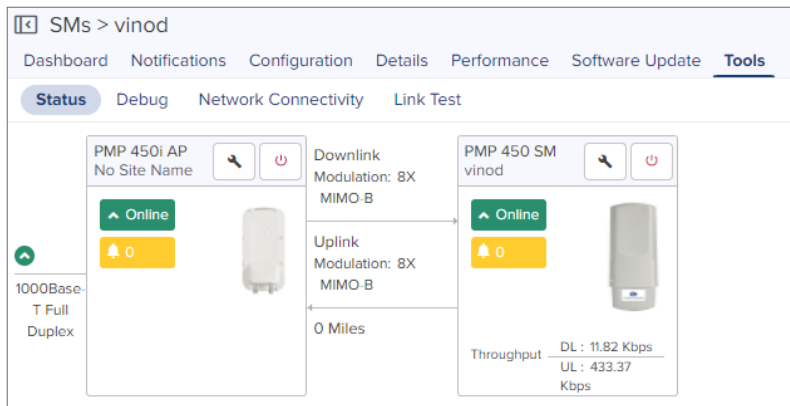 SMs > vinod
Dashboard Notifications Configuration Details Performance Software Update Tools
Status Debug Network Connectivity Link Test
PMP 450i AP
No Site Name
Online
0
1000Base-
T Full
Duplex
Downlink
Modulation: 8X
MIMO-B
Uplink
Modulation: 8X
MIMO-B
0 Miles
PMP 450 SM
vinod
Online
0
Throughput
DL : 11.82 Kbps
UL : 433.37
Kbps